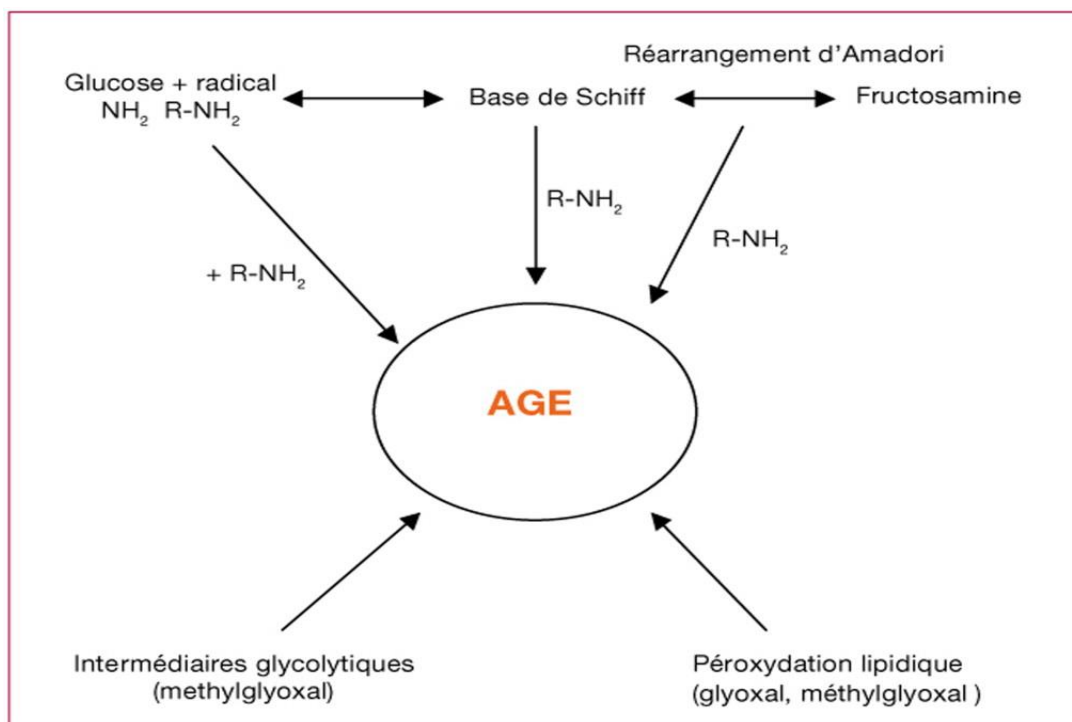 Réarrangement d'Amadori
Glucose + radical
NH₂ R-NH₂
Base de Schiff
Fructosamine
R-NH₂
R-NH₂
+ R-NH₂
AGE
Intermédiaires glycolytiques
(methylglyoxal)
Péroxydation lipidique
(glyoxal, méthylglyoxal )